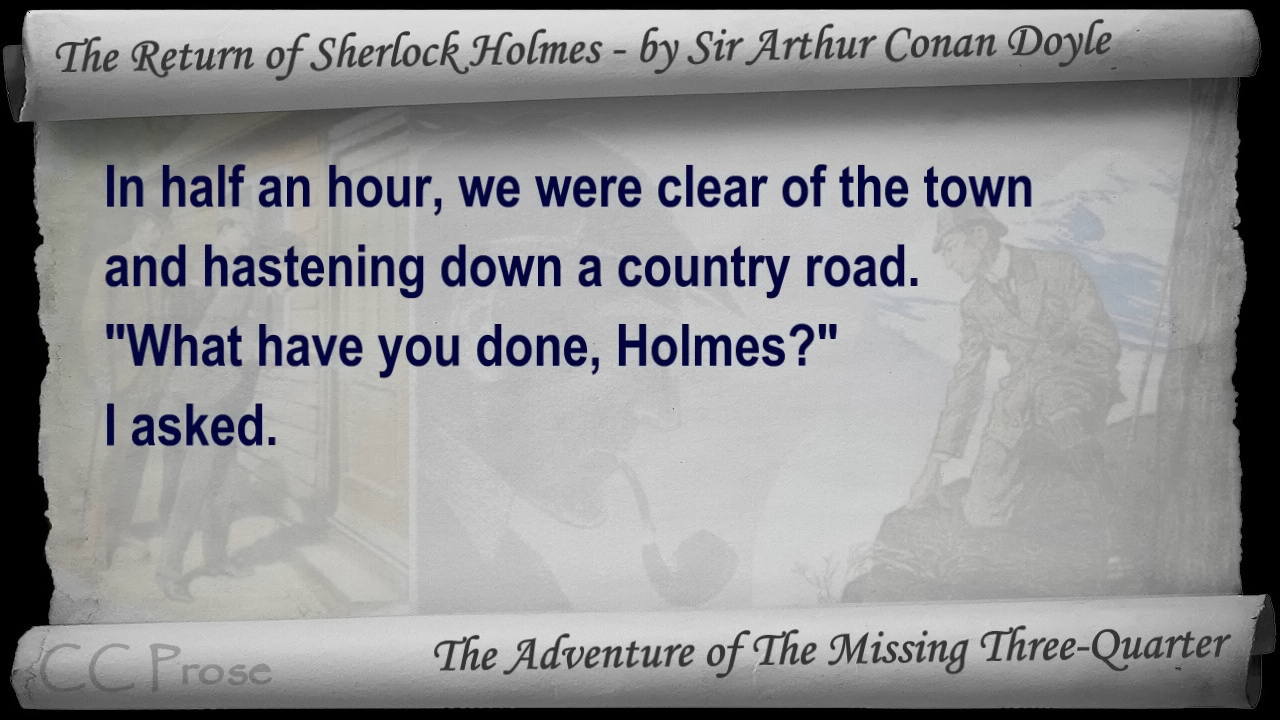 The Return of Sherlock Holmes - by Sir Arthur Conan Doyle
In half an hour, we were clear of the town
and hastening down a country road.
"What have you done, Holmes?"
I asked.
The Adventure of The Missing Three-Quarter
CC Prose